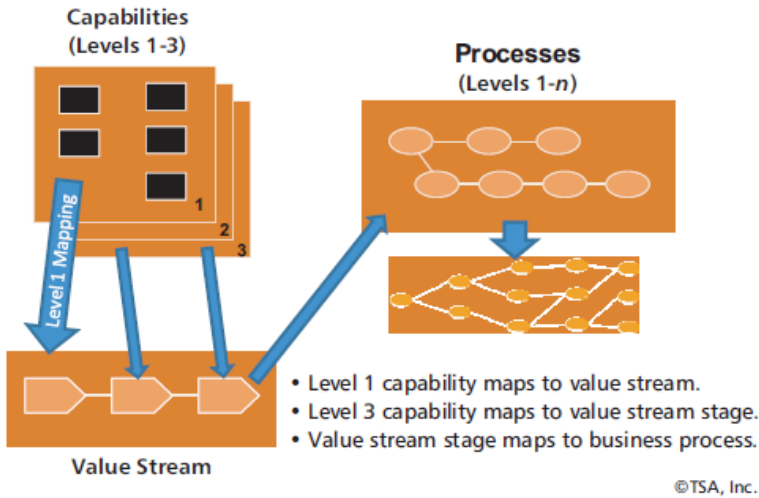 Capabilities
(Levels 1-3)
Processes
(Levels 1-n)
1
2
3
Level 1 Mapping
• Level 1 capability maps to value stream.
• Level 3 capability maps to value stream stage.
• Value stream stage maps to business process.
Value Stream
©TSA, Inc.